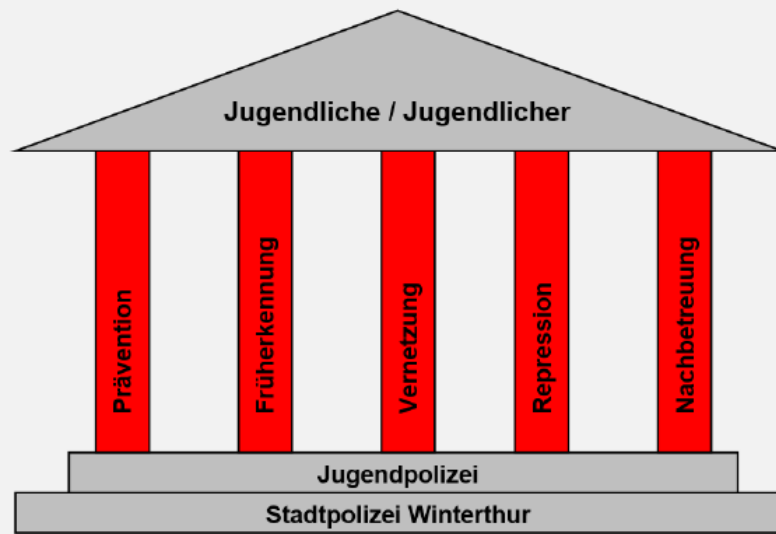 Jugendliche / Jugendlicher
Prävention
Früherkennung
Vernetzung
Repression
Nachbetreuung
Jugendpolizei
Stadtpolizei Winterthur